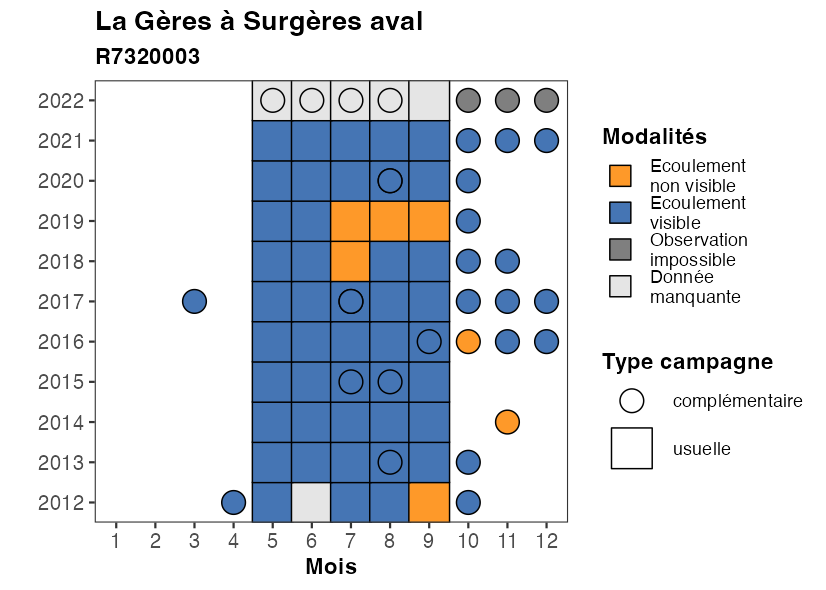 La Gères à Surgères aval
R7320003
2022
2021
2020
2019
2018
2017
2016
2015
2014
2013
2012
1 2 3 4 5 6 7 8 9 10 11 12
Mois
Modalités
Ecoulement
non visible
Ecoulement
visible
Observation
impossible
Donnée
manquante
Type campagne
complémentaire
usuelle